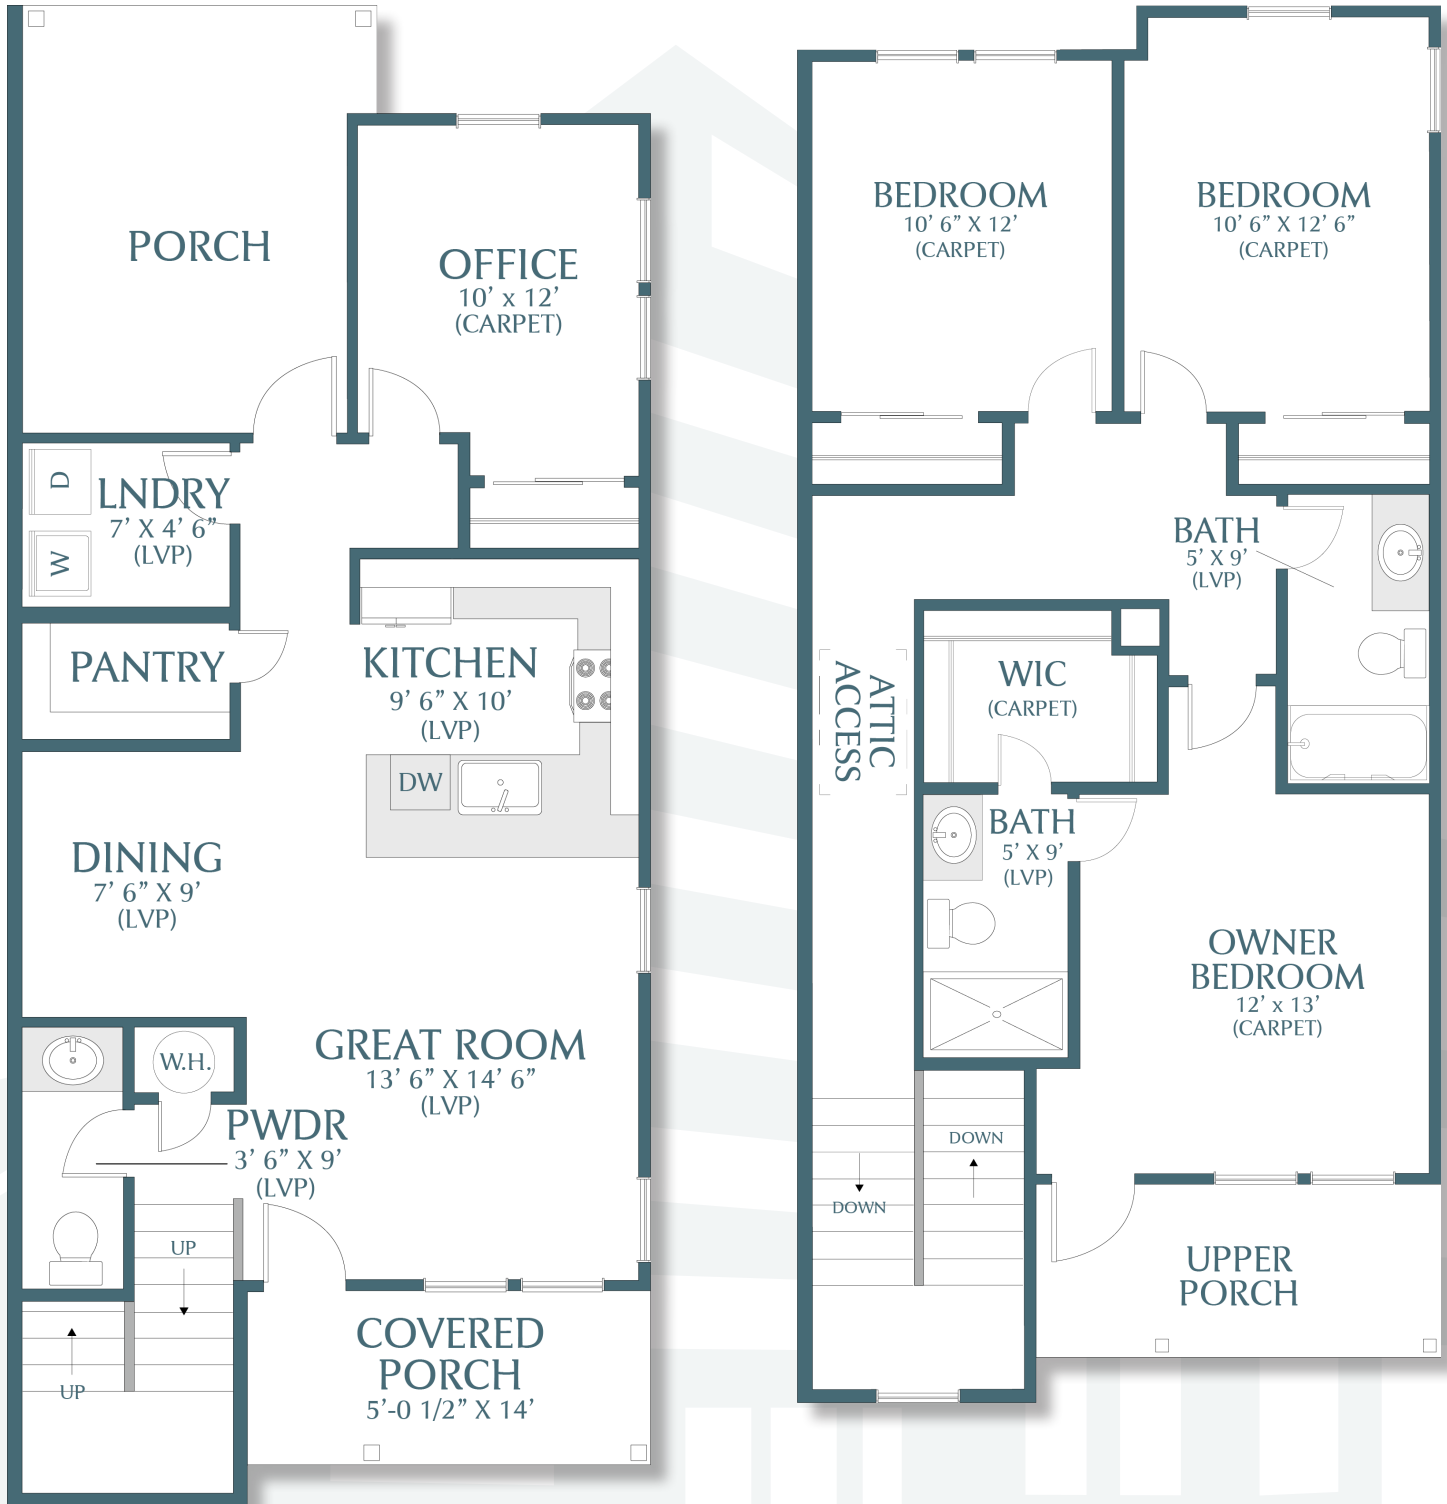 PORCH
OFFICE
10’ x 12’
(CARPET)
D
LNDRY
7’ X 4’ 6”
(LVP)
W
PANTRY
KITCHEN
9’ 6” X 10’
(LVP)
DW
DINING
7’ 6” X 9’
(LVP)
GREAT ROOM
13’ 6” X 14’ 6”
(LVP)
W.H.
PWDR
3’ 6” X 9’
(LVP)
UP
UP
COVERED
PORCH
5’-0 1/2” X 14’
BEDROOM
10’ 6” X 12’
(CARPET)
BEDROOM
10’ 6” X 12’ 6”
(CARPET)
BATH
5’ X 9’
(LVP)
WIC
(CARPET)
ATTIC
ACCESS
BATH
5’ X 9’
(LVP)
OWNER
BEDROOM
12’ x 13’
(CARPET)
DOWN
DOWN
UPPER
PORCH